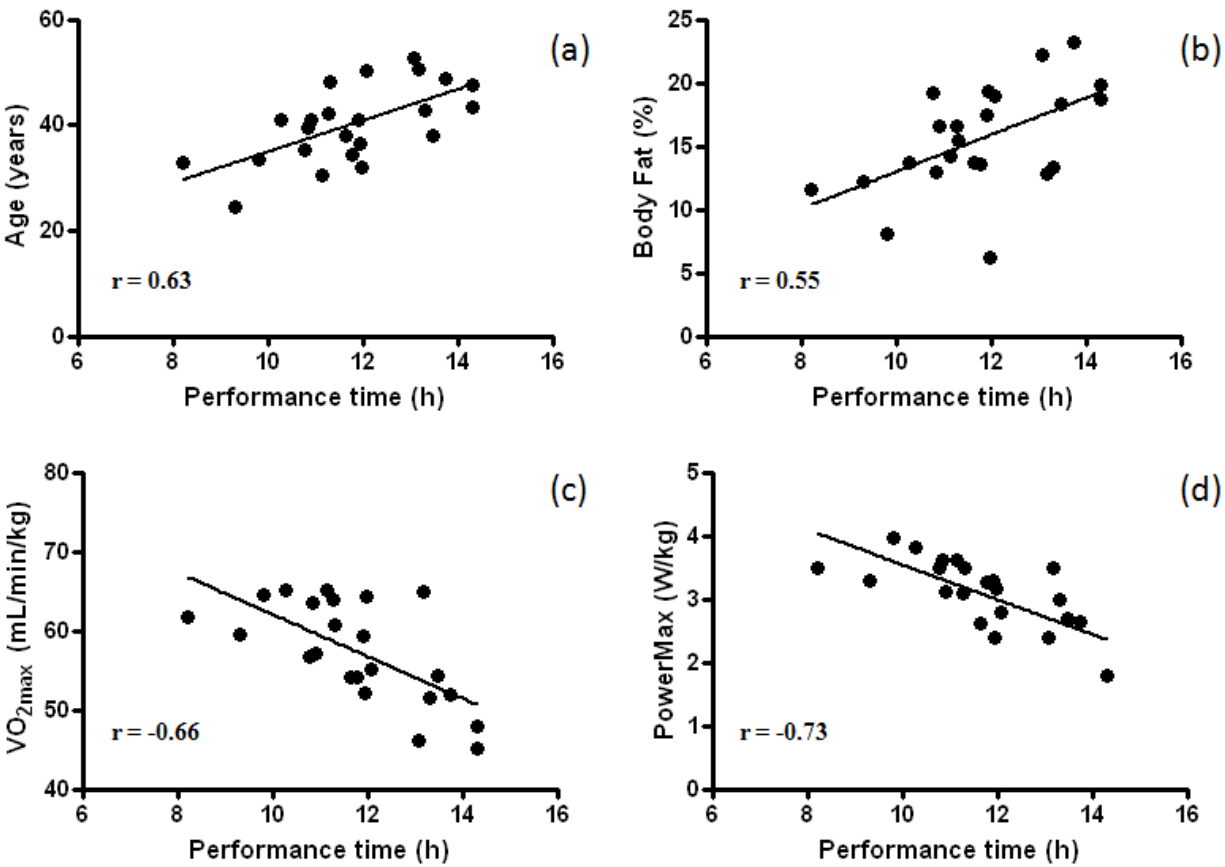 (a)
Age (years)
60
40
20
0
r = 0.63
6 8 10 12 14 16
Performance time (h)
(b)
Body Fat (%)
25
20
15
10
5
0
r = 0.55
6 8 10 12 14 16
Performance time (h)
(c)
VO2max (mL/min/kg)
80
70
60
50
40
r = -0.66
6 8 10 12 14 16
Performance time (h)
(d)
PowerMax (W/kg)
5
4
3
2
1
0
r = -0.73
6 8 10 12 14 16
Performance time (h)